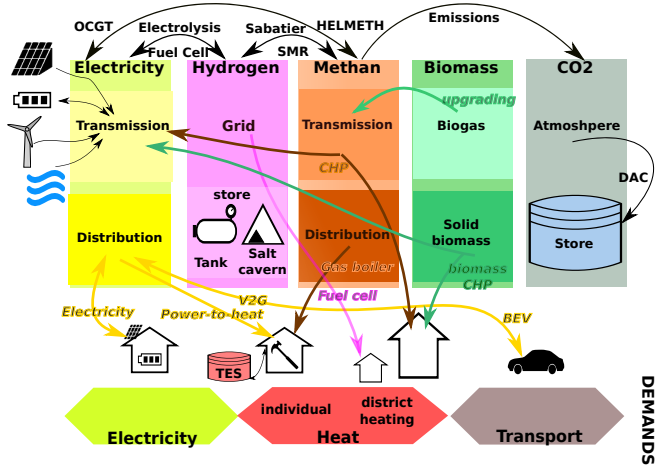 OCGT
Electrolysis
Sabatier
HELMETH
Emissions
Fuel Cell
SMR
Electricity
Hydrogen
Methan
Biomass
CO2
upgrading
Transmission
Grid
Transmission
Biogas
Atmoshpere
CHP
DAC
store
Tank
Salt
cavern
Distribution
Distribution
Solid
biomass
Store
Gas boiler
biomass
CHP
Fuel cell
Electricity
V2G
Power-to-heat
BEV
TES
individual
district
heating
Electricity
Heat
Transport
DEMANDS